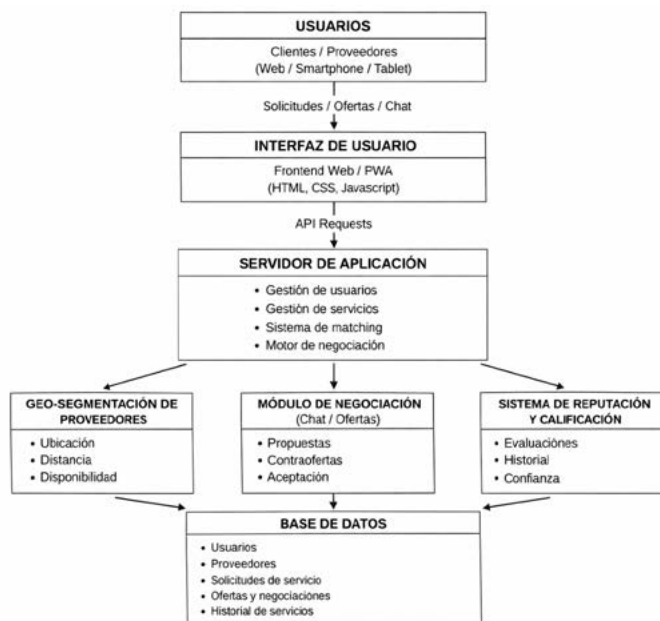 USUARIOS
Clientes / Proveedores
(Web / Smartphone / Tablet)
Solicitudes / Ofertas / Chat
INTERFAZ DE USUARIO
Frontend Web / PWA
(HTML, CSS, Javascript)
API Requests
SERVIDOR DE APLICACIÓN
• Gestión de usuarios
• Gestión de servicios
• Sistema de matching
• Motor de negociación
GEO-SEGMENTACIÓN DE
PROVEEDORES
• Ubicación
• Distancia
• Disponibilidad
MÓDULO DE NEGOCIACIÓN
(Chat / Ofertas)
• Propuestas
• Contraofertas
• Aceptación
SISTEMA DE REPUTACIÓN
Y CALIFICACIÓN
• Evaluaciónes
• Historial
• Confianza
BASE DE DATOS
• Usuarios
• Proveedores
• Solicitudes de servicio
• Ofertas y negociaciónes
• Historial de servicios